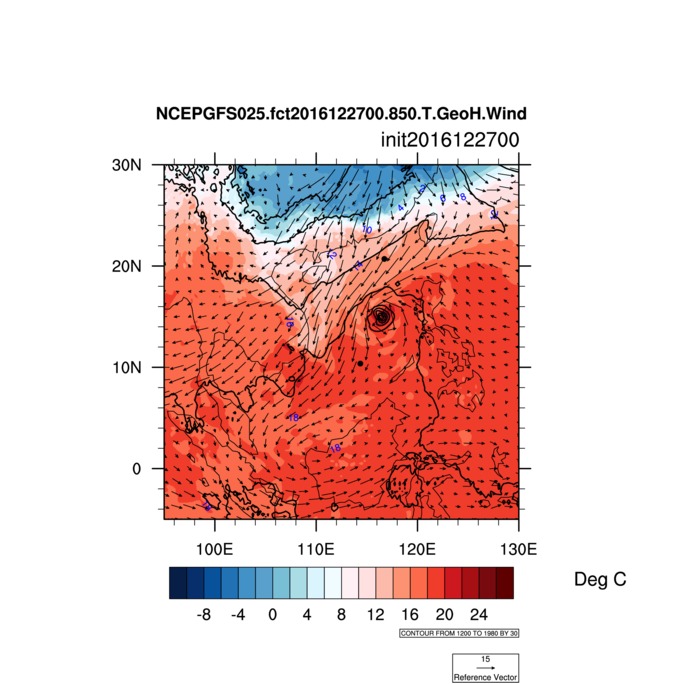 NCEPGFS025.fct2016122700.850.T.GeoH.Wind
init2016122700
30N
20N
10N
0
100E 110E 120E 130E
-8 -4 0 4 8 12 16 20 24
Deg C
CONTOUR FROM 1200 TO 1980 BY 30
15
Reference Vector